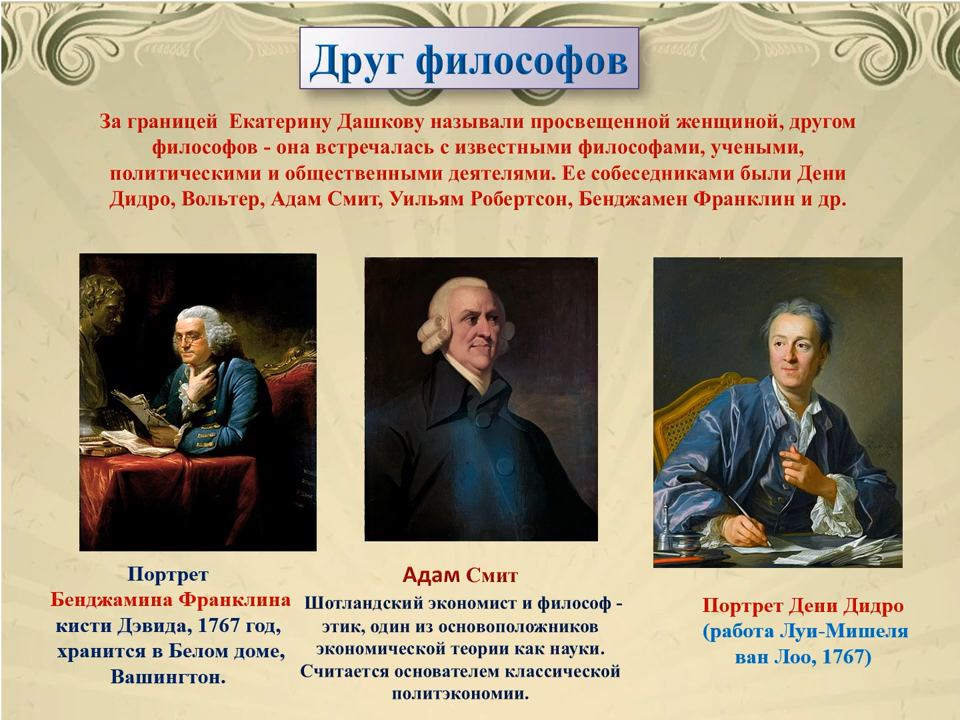 Друг философов
За границей Екатерину Дашкову называли просвещенной женщиной, другом
философов - она встречалась с известными философами, учеными,
политическими и общественными деятелями. Ее собеседниками были Дени
Дидро, Вольтер, Адам Смит, Уильям Робертсон, Бенджамен Франклин и др.
Портрет
Бенджамина Франклина
кисти Дэвида, 1767 год,
хранится в Белом доме,
Вашингтон.
Адам Смит
Шотландский экономист и философ -
этик, один из основоположников
экономической теории как науки.
Считается основателем классической
политэкономии.
Портрет Дени Дидро
(работа Луи-Мишеля
ван Лоо, 1767)